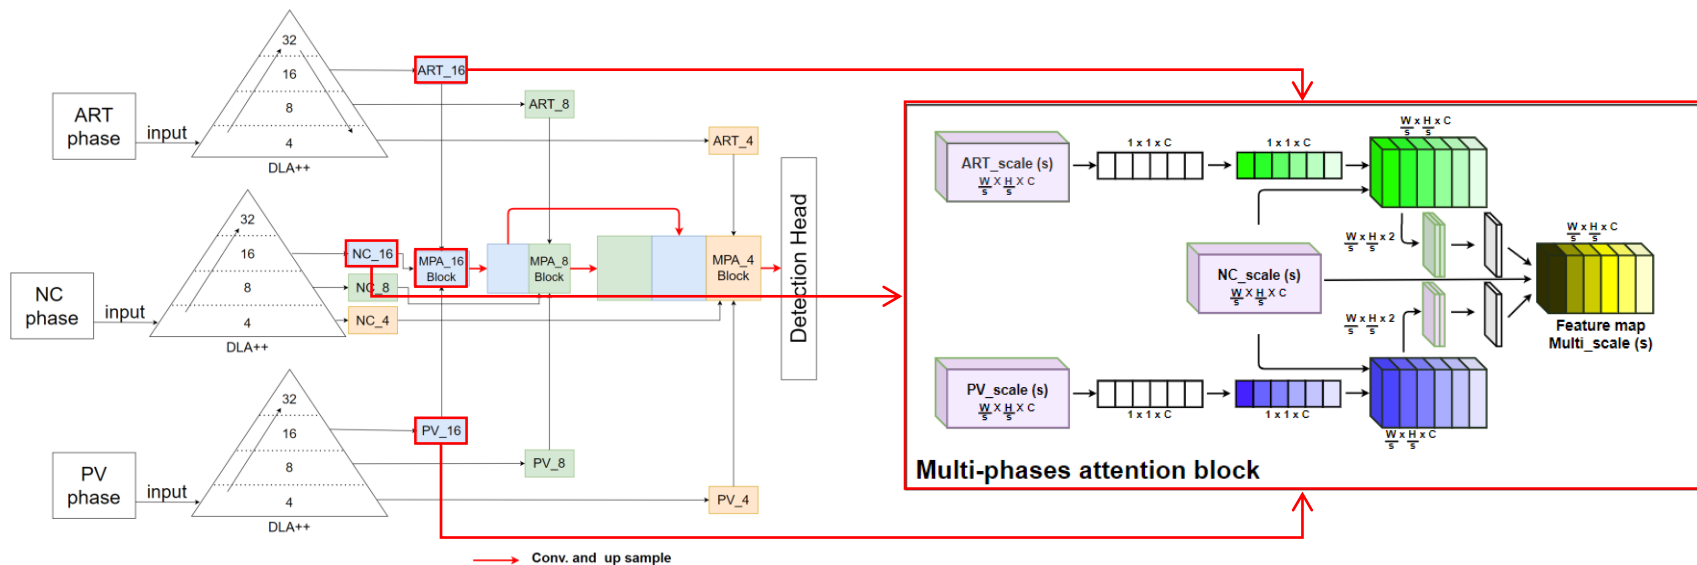 32
16
8
4
DLA++
ART
phase
input
ART_16
ART_8
ART_4
32
16
8
4
DLA++
NC
phase
input
NC_16
NC_8
NC_4
MPA_16
Block
MPA_8
Block
MPA_4
Block
Detection Head
32
16
8
4
DLA++
PV
phase
input
PV_16
PV_8
PV_4
Conv. and up sample
ART_scale (s)
W/s x H/s x C
1 x 1 x C
1 x 1 x C
W/s x H/s x C
W/s x H/s x 2
NC_scale (s)
W/s x H/s x C
W/s x H/s x C
Feature map
Multi_scale (s)
W/s x H/s x 2
PV_scale (s)
W/s x H/s x C
1 x 1 x C
1 x 1 x C
W/s x H/s x C
Multi-phases attention block